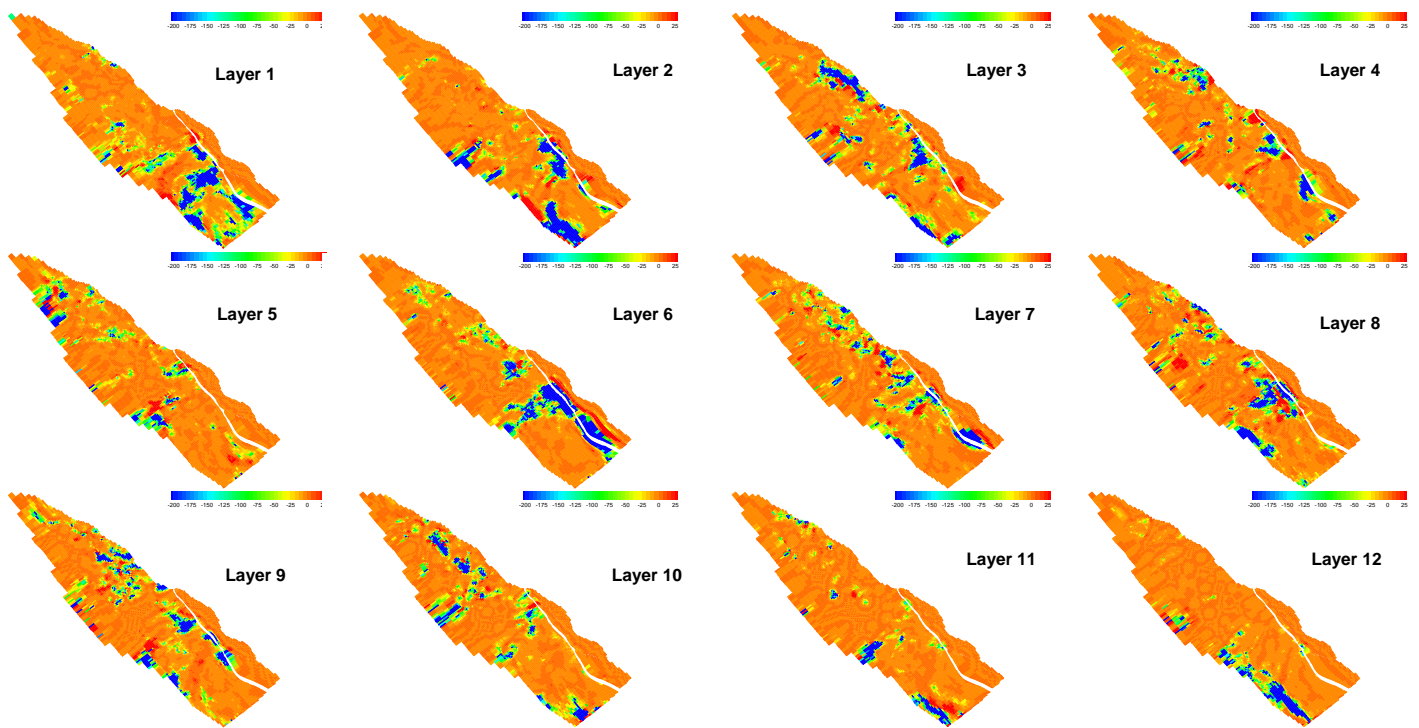 -200 -175 -150 -125 -100 -75 -50 -25 0 25
-200 -175 -150 -125 -100 -75 -50 -25 0 25
-200 -175 -150 -125 -100 -75 -50 -25 0 25
-200 -175 -150 -125 -100 -75 -50 -25 0 25
Layer 1
Layer 2
Layer 3
Layer 4
-200 -175 -150 -125 -100 -75 -50 -25 0
-200 -175 -150 -125 -100 -75 -50 -25 0 25
-200 -175 -150 -125 -100 -75 -50 -25 0 25
-200 -175 -150 -125 -100 -75 -50 -25 0 25
Layer 5
Layer 6
Layer 7
Layer 8
-200 -175 -150 -125 -100 -75 -50 -25 0
-200 -175 -150 -125 -100 -75 -50 -25 0 25
-200 -175 -150 -125 -100 -75 -50 -25 0 25
-200 -175 -150 -125 -100 -75 -50 -25 0 25
Layer 9
Layer 10
Layer 11
Layer 12